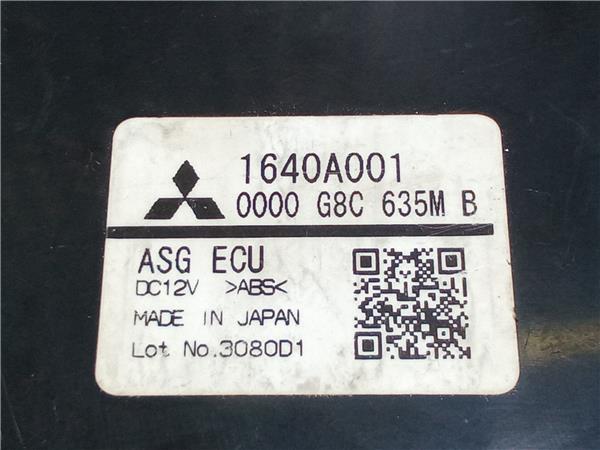 1640A001
0000 G8C 635M B
ASG ECU
DC12V >ABS<
MADE IN JAPAN
Lot No.3080D1